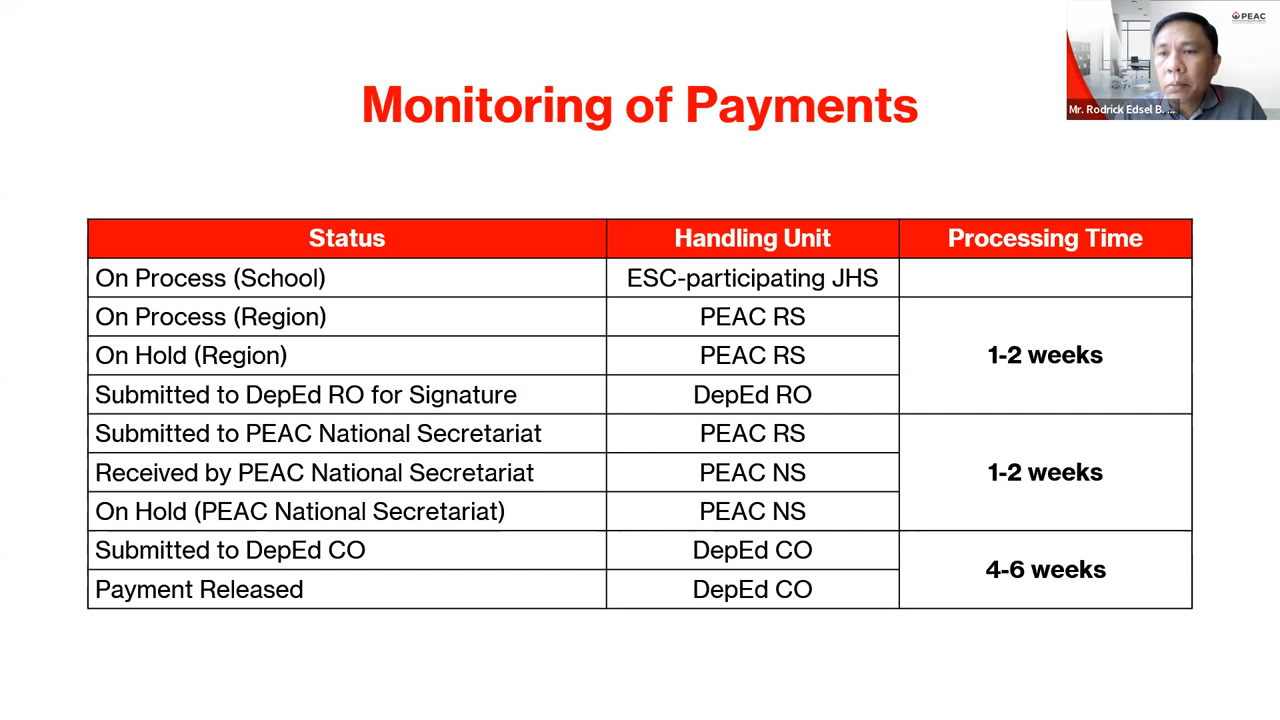 PEAC
Mr. Rodrick Edsel B. ...
Monitoring of Payments
Status Handling Unit Processing Time
On Process (School) ESC-participating JHS
On Process (Region) PEAC RS
On Hold (Region) PEAC RS 1-2 weeks
Submitted to DepEd RO for Signature DepEd RO
Submitted to PEAC National Secretariat PEAC RS
Received by PEAC National Secretariat PEAC NS 1-2 weeks
On Hold (PEAC National Secretariat) PEAC NS
Submitted to DepEd CO DepEd CO
4-6 weeks
Payment Released DepEd CO